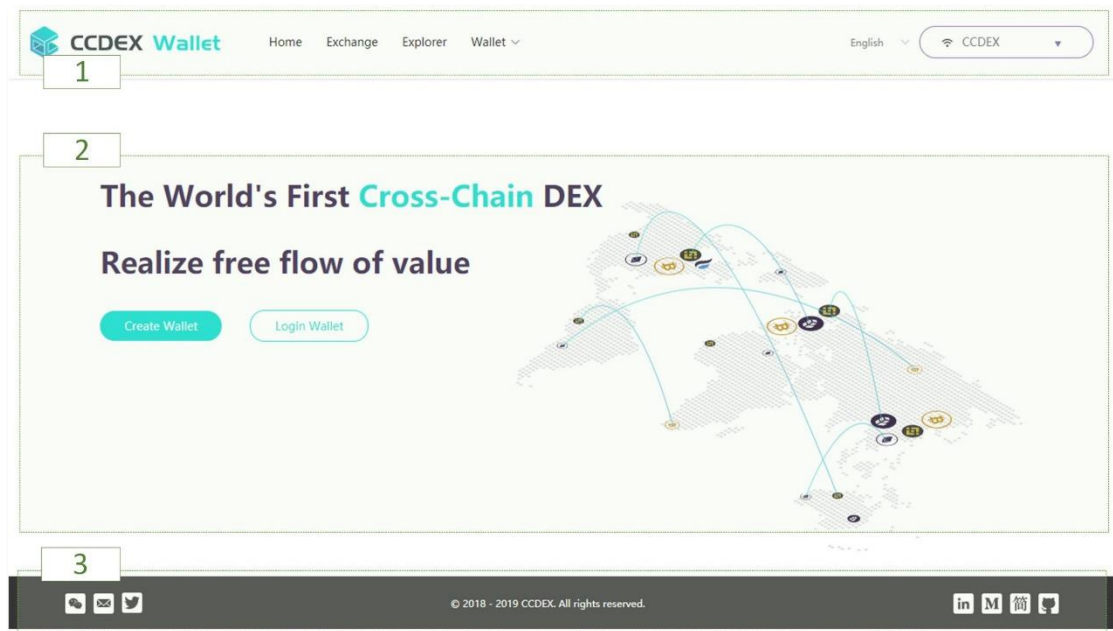 CCDEX Wallet Home Exchange Explorer Wallet English CCDEX
1
2
The World's First Cross-Chain DEX
Realize free flow of value
Create Wallet Login Wallet
3
© 2018 - 2019 CCDEX. All rights reserved. in M 简